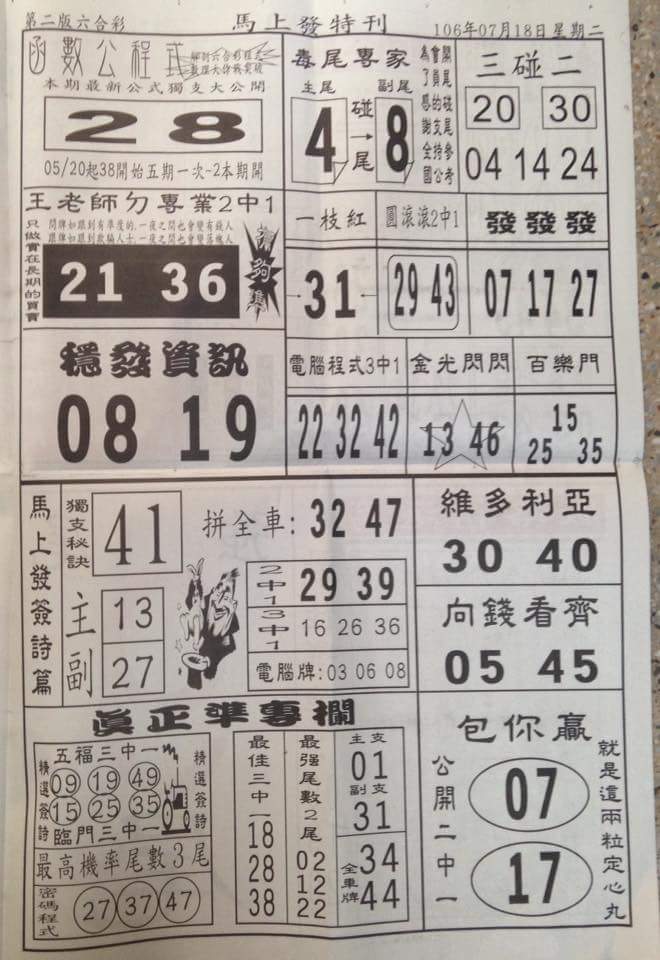 第二版六合彩
馬上發特刊
106年07月18日星期二
函數公程式
本期最新公式獨支大公開
28
05/20起38開始五期一次-2本期開
毒尾專家
主尾
副尾
4
碰→尾
8
三碰二
20 30
04 14 24
王老師ㄉ專業2中1
只做實在長期的買賣
21 36
一枝紅
31
圓滾滾2中1
29 43
發發發
07 17 27
穩發資訊
08 19
電腦程式3中1
22 32 42
金光閃閃
13 46
百樂門
15
25 35
馬上發簽詩篇
獨支秘訣
41
拼全車:32 47
主
13
副
27
2中1
29 39
3中1
16 26 36
電腦牌:03 06 08
維多利亞
30 40
向錢看齊
05 45
真正準專欄
五福三中一
精選簽詩
09 19 49
15 25 35
精選簽詩
臨門三中一
最高機率尾數3尾
密碼程式
27 37 47
最佳三中一
18
28
38
最强尾數2尾
02
12
22
主支
01
副支
31
全車牌
34
44
包你贏
公開二中一
07
17
就是這兩粒定心丸